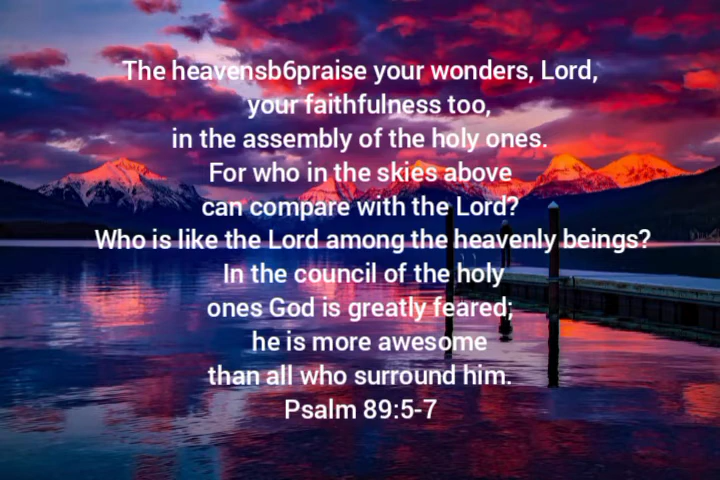 The heavensb6praise your wonders, Lord,
your faithfulness too,
in the assembly of the holy ones.
For who in the skies above
can compare with the Lord?
Who is like the Lord among the heavenly beings?
In the council of the holy
ones God is greatly feared;
he is more awesome
than all who surround him.
Psalm 89:5-7